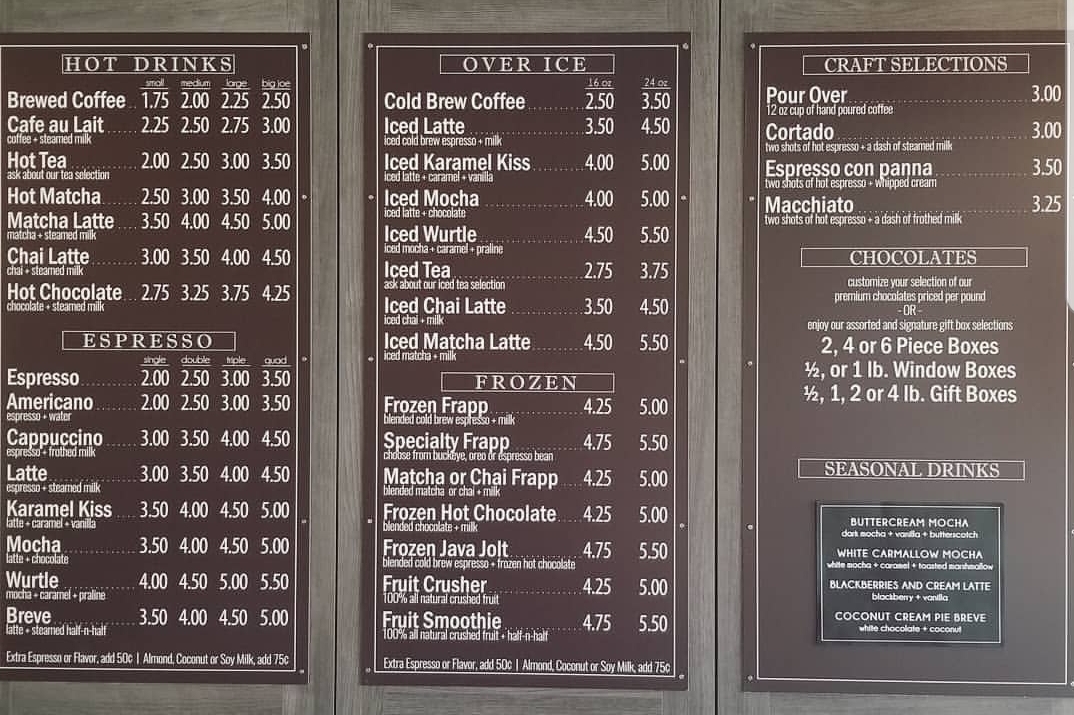 HOT DRINKS
small medium large big joe
Brewed Coffee 1.75 2.00 2.25 2.50
Cafe au Lait 2.25 2.50 2.75 3.00
coffee + steamed milk
Hot Tea 2.00 2.50 3.00 3.50
ask about our tea selection
Hot Matcha 2.50 3.00 3.50 4.00
Matcha Latte 3.50 4.00 4.50 5.00
matcha + steamed milk
Chai Latte 3.00 3.50 4.00 4.50
chai + steamed milk
Hot Chocolate 2.75 3.25 3.75 4.25
chocolate + steamed milk
ESPRESSO
single double triple quad
Espresso 2.00 2.50 3.00 3.50
Americano 2.00 2.50 3.00 3.50
espresso + water
Cappuccino 3.00 3.50 4.00 4.50
espresso + frothed milk
Latte 3.00 3.50 4.00 4.50
espresso + steamed milk
Karamel Kiss 3.50 4.00 4.50 5.00
latte + caramel + vanilla
Mocha 3.50 4.00 4.50 5.00
latte + chocolate
Wurtle 4.00 4.50 5.00 5.50
mocha + caramel + praline
Breve 3.50 4.00 4.50 5.00
latte + steamed half-n-half
Extra Espresso or Flavor, add 50¢ | Almond, Coconut or Soy Milk, add 75¢
OVER ICE
16 oz 24 oz
Cold Brew Coffee 2.50 3.50
Iced Latte 3.50 4.50
iced cold brew espresso + milk
Iced Karamel Kiss 4.00 5.00
iced latte + caramel + vanilla
Iced Mocha 4.00 5.00
iced latte + chocolate
Iced Wurtle 4.50 5.50
iced mocha + caramel + praline
Iced Tea 2.75 3.75
ask about our iced tea selection
Iced Chai Latte 3.50 4.50
iced chai + milk
Iced Matcha Latte 4.50 5.50
iced matcha + milk
FROZEN
Frozen Frapp 4.25 5.00
blended cold brew espresso + milk
Specialty Frapp 4.75 5.50
choose from buckeye, oreo or espresso bean
Matcha or Chai Frapp 4.25 5.00
blended matcha or chai + milk
Frozen Hot Chocolate 4.25 5.00
blended chocolate + milk
Frozen Java Jolt 4.75 5.50
blended cold brew espresso + frozen hot chocolate
Fruit Crusher 4.25 5.00
100% all natural crushed fruit
Fruit Smoothie 4.75 5.50
100% all natural crushed fruit + half-n-half
Extra Espresso or Flavor, add 50¢ | Almond, Coconut or Soy Milk, add 75¢
CRAFT SELECTIONS
Pour Over 3.00
12 oz cup of hand poured coffee
Cortado 3.00
two shots of hot espresso + a dash of steamed milk
Espresso con panna 3.50
two shots of hot espresso + whipped cream
Macchiato 3.25
two shots of hot espresso + a dash of frothed milk
CHOCOLATES
customize your selection of our
premium chocolates priced per pound
- OR -
enjoy our assorted and signature gift box selections
2, 4 or 6 Piece Boxes
½, or 1 lb. Window Boxes
½, 1, 2 or 4 lb. Gift Boxes
SEASONAL DRINKS
BUTTERCREAM MOCHA
dark mocha + vanilla + butterscotch
WHITE CARMALLOW MOCHA
white mocha + caramel + toasted marshmallow
BLACKBERRIES AND CREAM LATTE
blackberry + vanilla
COCONUT CREAM PIE BREVE
white chocolate + coconut